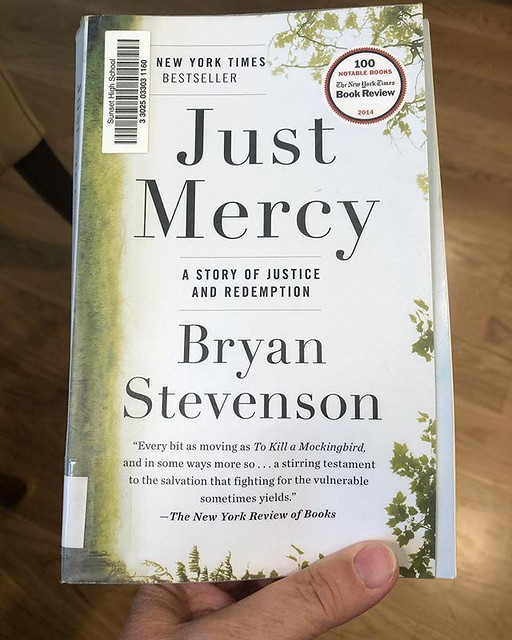 Sunset High School
3 3025 03303 1160
NEW YORK TIMES
BESTSELLER
100
NOTABLE BOOKS
The New York Times
Book Review
2014
Just
Mercy
A STORY OF JUSTICE
AND REDEMPTION
Bryan
Stevenson
“Every bit as moving as To Kill a Mockingbird,
and in some ways more so . . . a stirring testament
to the salvation that fighting for the vulnerable
sometimes yields.”
—The New York Review of Books